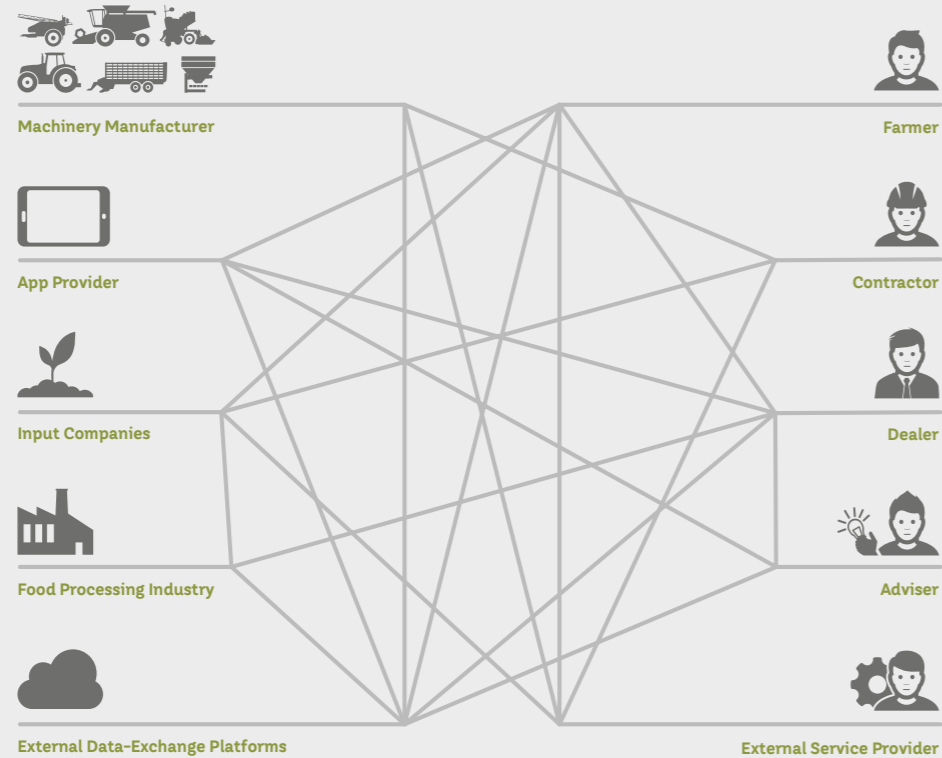 Machinery Manufacturer
Farmer
App Provider
Contractor
Input Companies
Dealer
Food Processing Industry
Adviser
External Data-Exchange Platforms
External Service Provider